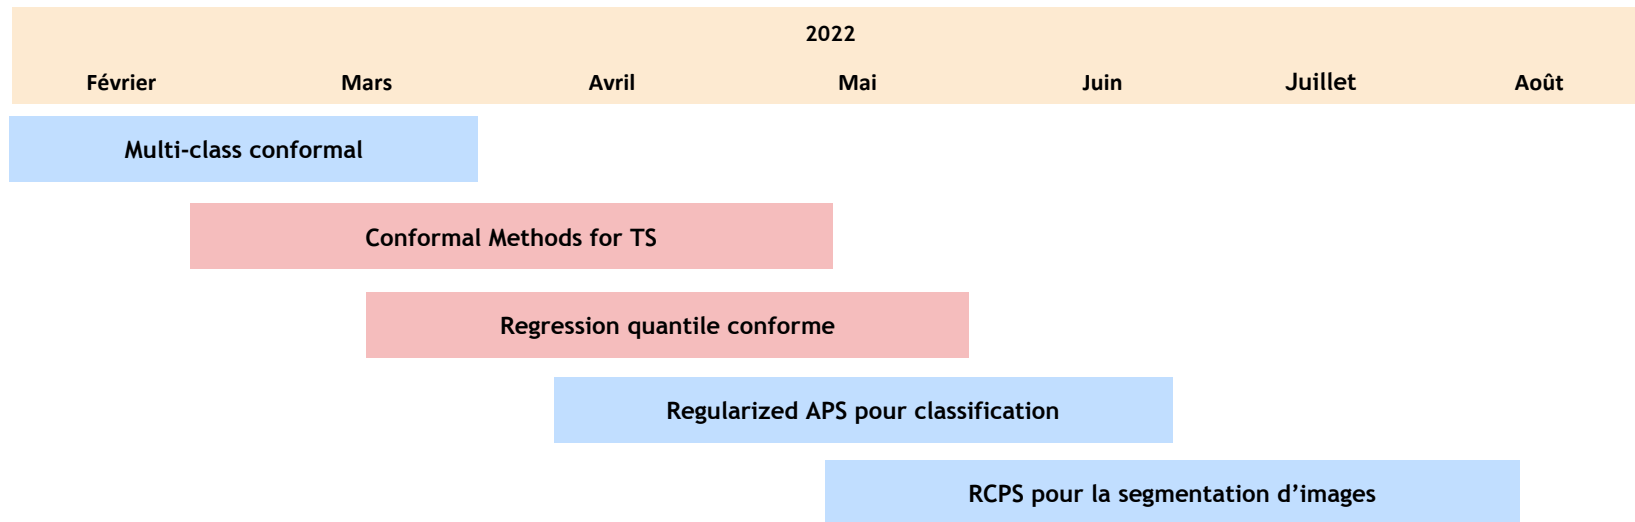 2022
Février Mars Avril Mai Juin Juillet Août
Multi-class conformal
Conformal Methods for TS
Regression quantile conforme
Regularized APS pour classification
RCPS pour la segmentation d’images